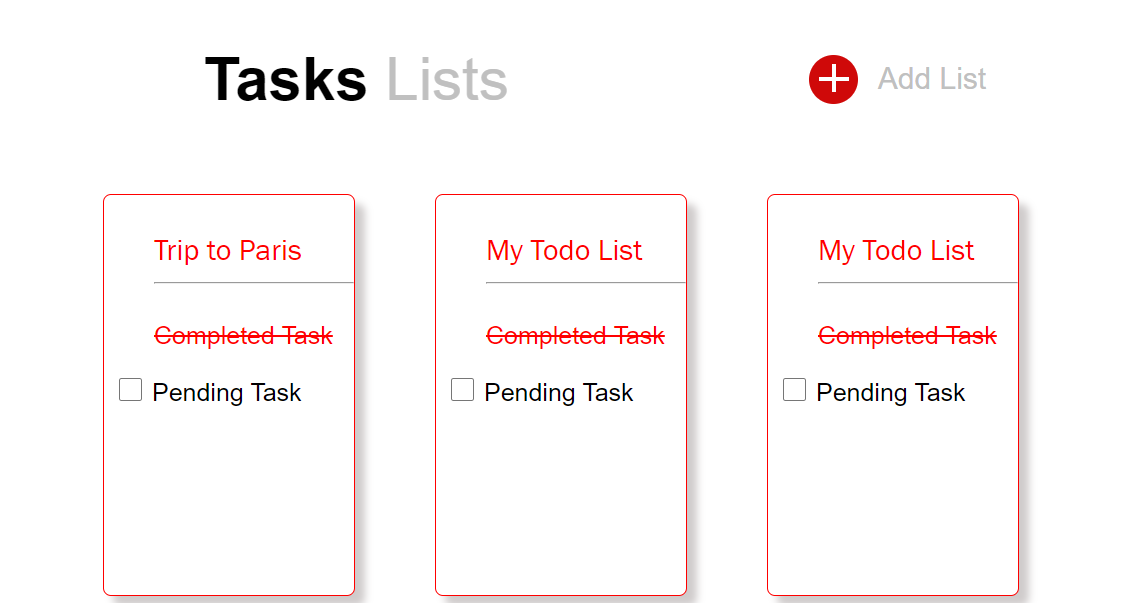 Tasks Lists
Add List
Trip to Paris
Completed Task
Pending Task
My Todo List
Completed Task
Pending Task
My Todo List
Completed Task
Pending Task